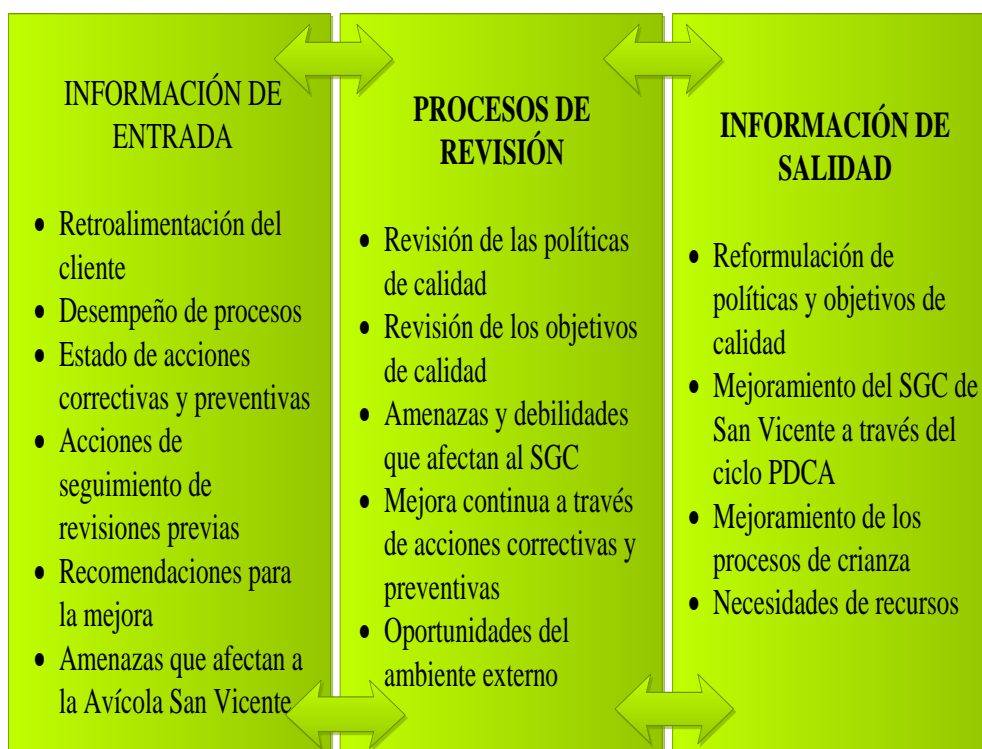 INFORMACIÓN DE
ENTRADA
• Retroalimentación del
cliente
• Desempeño de procesos
• Estado de acciones
correctivas y preventivas
• Acciones de
seguimiento de
revisiones previas
• Recomendaciones para
la mejora
• Amenazas que afectan a
la Avícola San Vicente
PROCESOS DE
REVISIÓN
• Revisión de las políticas
de calidad
• Revisión de los objetivos
de calidad
• Amenazas y debilidades
que afectan al SGC
• Mejora continua a través
de acciones correctivas y
preventivas
• Oportunidades del
ambiente externo
INFORMACIÓN DE
SALIDAD
• Reformulación de
políticas y objetivos de
calidad
• Mejoramiento del SGC de
San Vicente a través del
ciclo PDCA
• Mejoramiento de los
procesos de crianza
• Necesidades de recursos